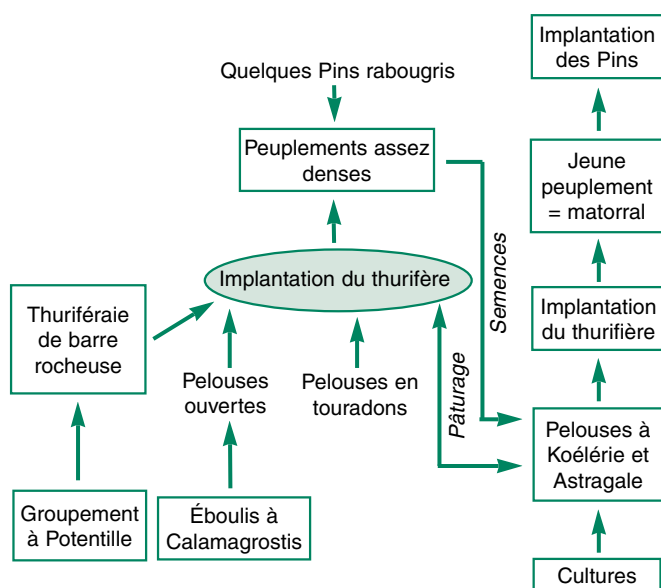 Implantation
des Pins
Quelques Pins rabougris
Peuplements assez
denses
Jeune
peuplement
= matorral
Semences
Implantation du thurifère
Implantation
du thurifière
Thuriféraie
de barre
rocheuse
Pelouses
ouvertes
Pelouses en
touradons
Pâturage
Pelouses à
Koélérie et
Astragale
Groupement
à Potentille
Éboulis à
Calamagrostis
Cultures